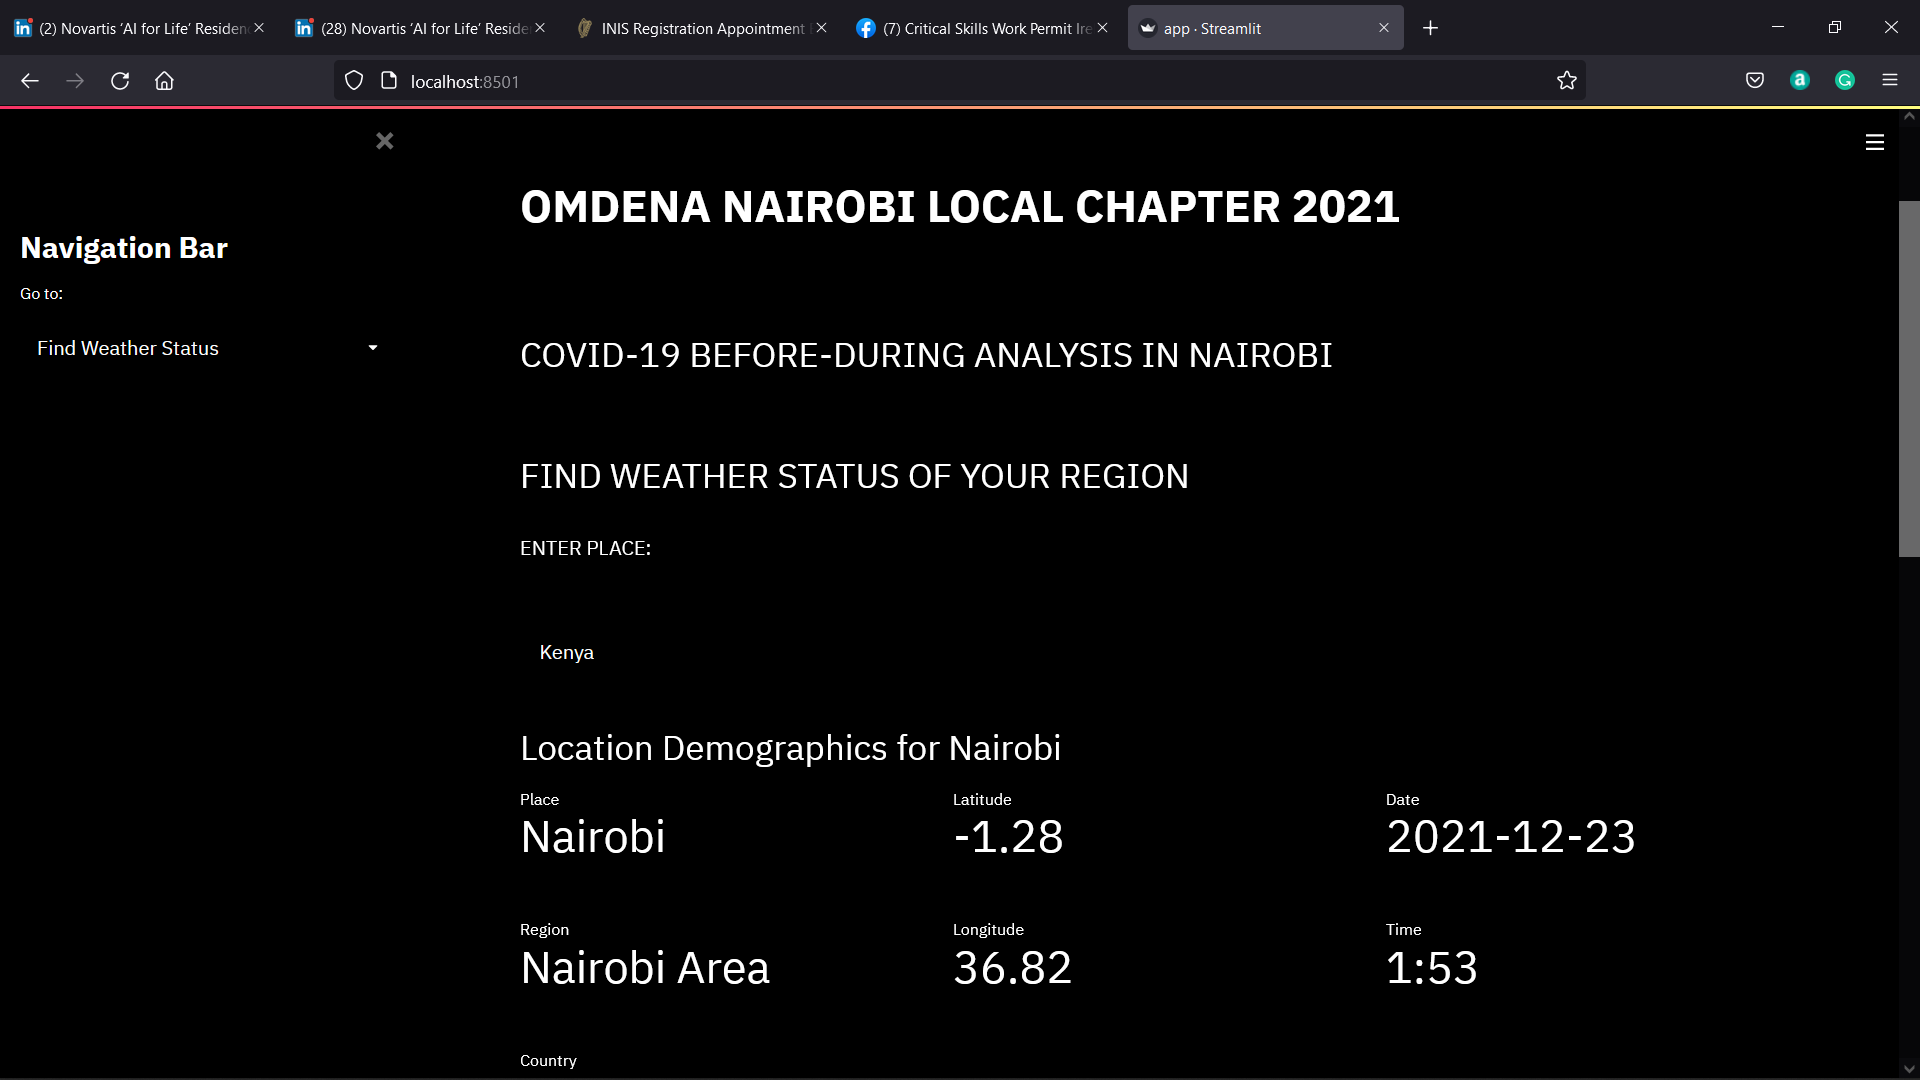 (2) Novartis ‘AI for Life’ Residen
(28) Novartis ‘AI for Life’ Reside
INIS Registration Appointment
(7) Critical Skills Work Permit Ire
app · Streamlit
localhost:8501
OMDENA NAIROBI LOCAL CHAPTER 2021
Navigation Bar
Go to:
Find Weather Status
COVID-19 BEFORE-DURING ANALYSIS IN NAIROBI
FIND WEATHER STATUS OF YOUR REGION
ENTER PLACE:
Kenya
Location Demographics for Nairobi
Place
Latitude
Date
Nairobi
-1.28
2021-12-23
Region
Longitude
Time
Nairobi Area
36.82
1:53
Country